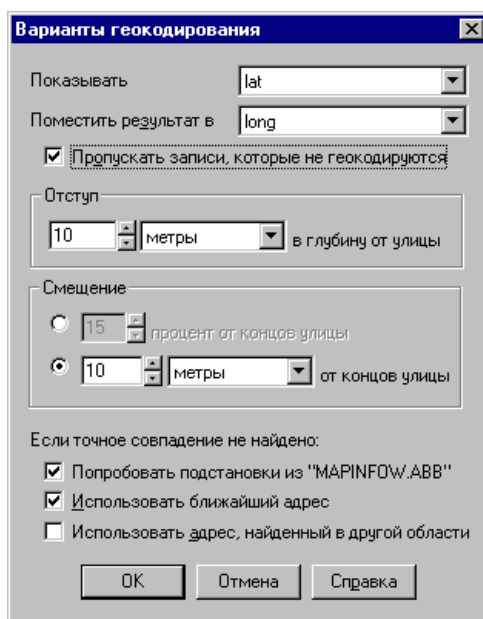 Варианты геокодирования
Показывать lat
Поместить результат в long
Пропускать записи, которые не геокодируются
Отступ
10 метры в глубину от улицы
Смещение
15 процент от концов улицы
10 метры от концов улицы
Если точное совпадение не найдено:
Попробовать подстановки из "MAPINFOW.ABB"
Использовать ближайший адрес
Использовать адрес, найденный в другой области
OK Отмена Справка